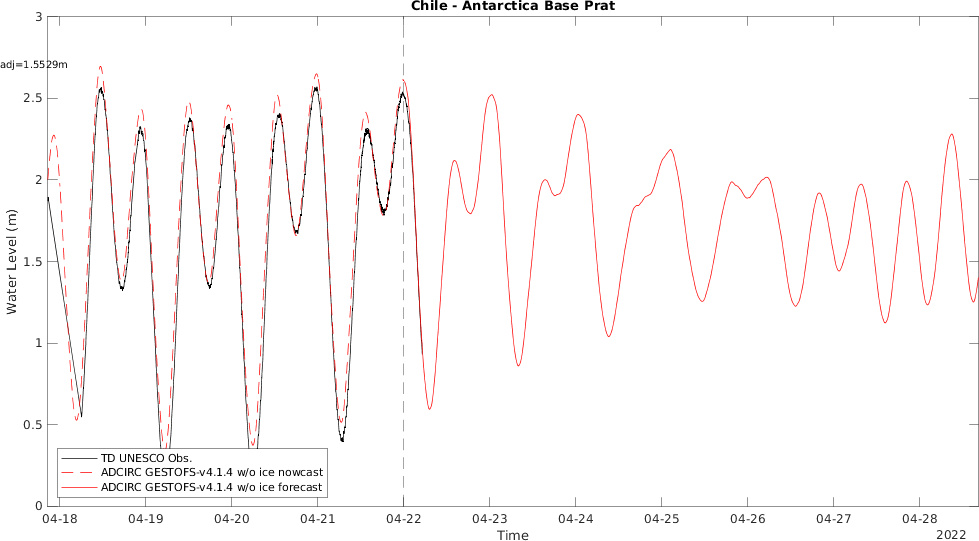 Chile - Antarctica Base Prat
adj=1.5529m
3
2.5
2
1.5
1
0.5
0
Water Level (m)
TD UNESCO Obs.
ADCIRC GESTOFS-v4.1.4 w/o ice nowcast
ADCIRC GESTOFS-v4.1.4 w/o ice forecast
04-18 04-19 04-20 04-21 04-22 04-23 04-24 04-25 04-26 04-27 04-28
Time
2022